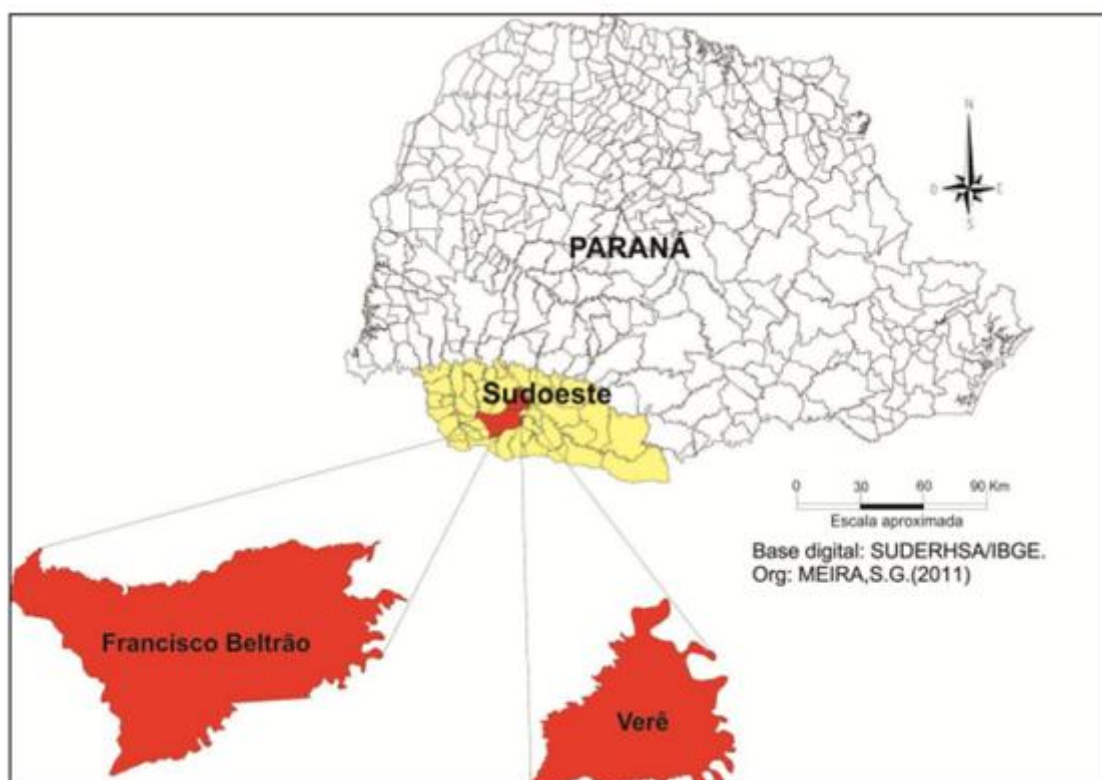 N
O E
S
PARANÁ
Sudoeste
0 30 60 90 Km
Escala aproximada
Base digital: SUDERHSA/IBGE.
Org: MEIRA,S.G.(2011)
Francisco Beltrão
Verê